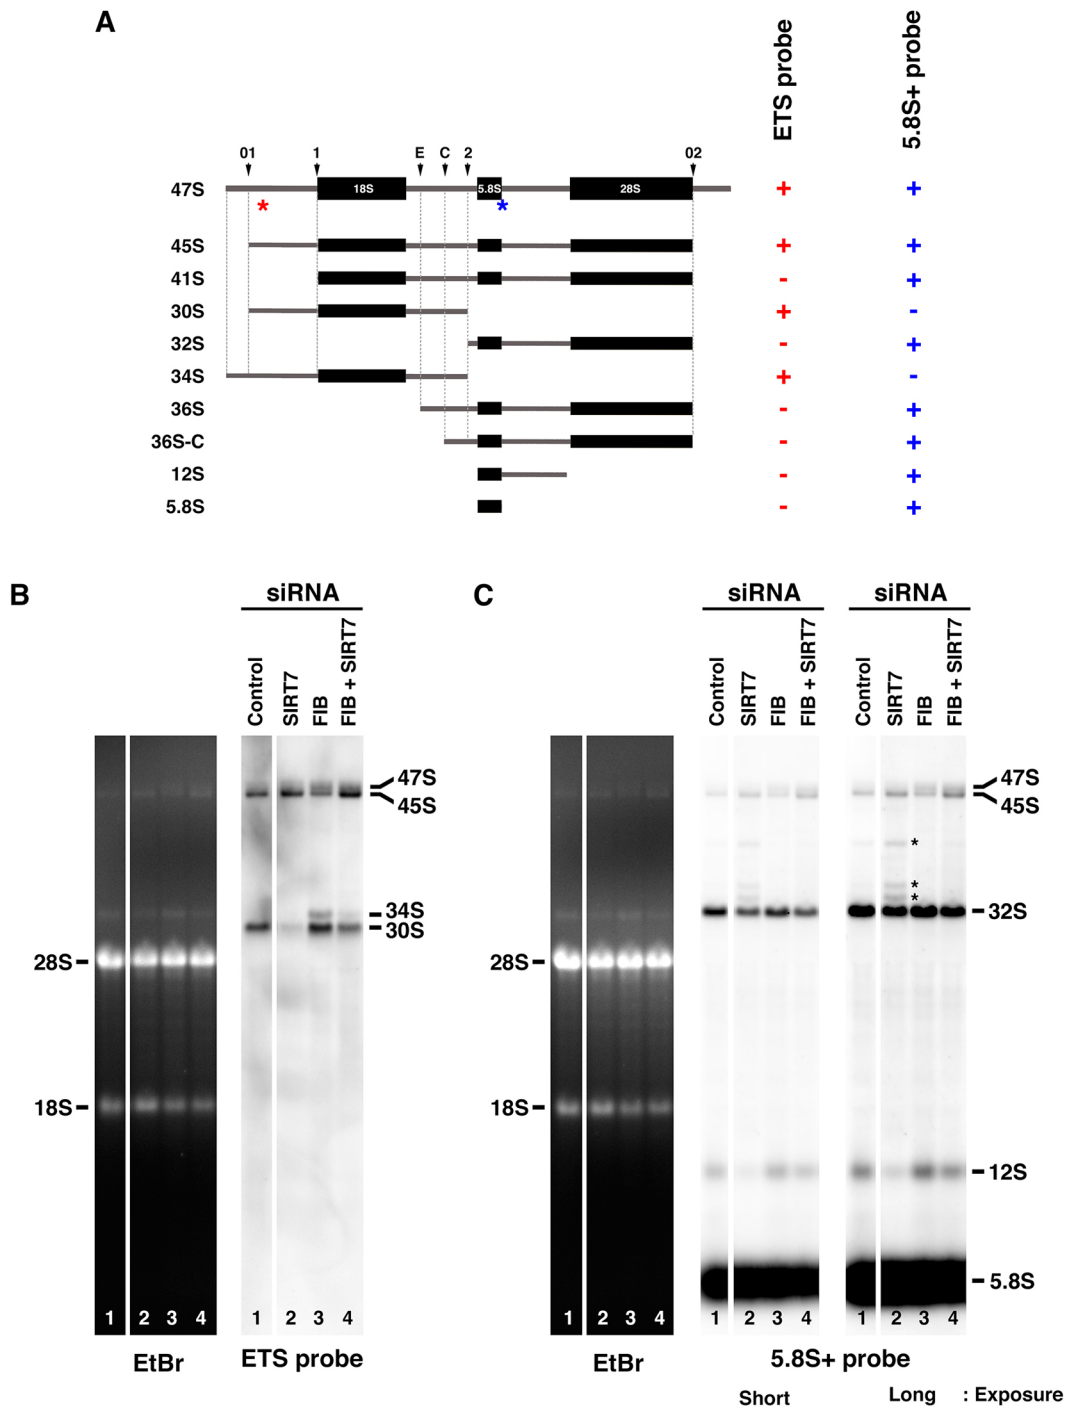 A
ETS probe
5.8S+ probe
01 1 E C 2 02
47S 18S 5.8S 28S + +
* *
45S + +
41S - +
30S + -
32S - +
34S + -
36S - +
36S-C - +
12S - +
5.8S - +
B
siRNA
Control
SIRT7
FIB
FIB + SIRT7
47S
45S
34S
30S
28S
18S
1 2 3 4
1 2 3 4
EtBr
ETS probe
C
siRNA
siRNA
Control
SIRT7
FIB
FIB + SIRT7
Control
SIRT7
FIB
FIB + SIRT7
47S
45S
*
*
*
32S
28S
18S
12S
5.8S
1 2 3 4
1 2 3 4
1 2 3 4
EtBr
5.8S+ probe
Short Long : Exposure